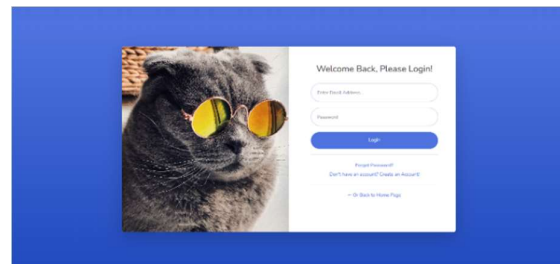 Welcome Back, Please Login!
Enter Email Address...
Password
Login
Forgot Password?
Don't have an account? Create an Account!
← Or Back to Home Page